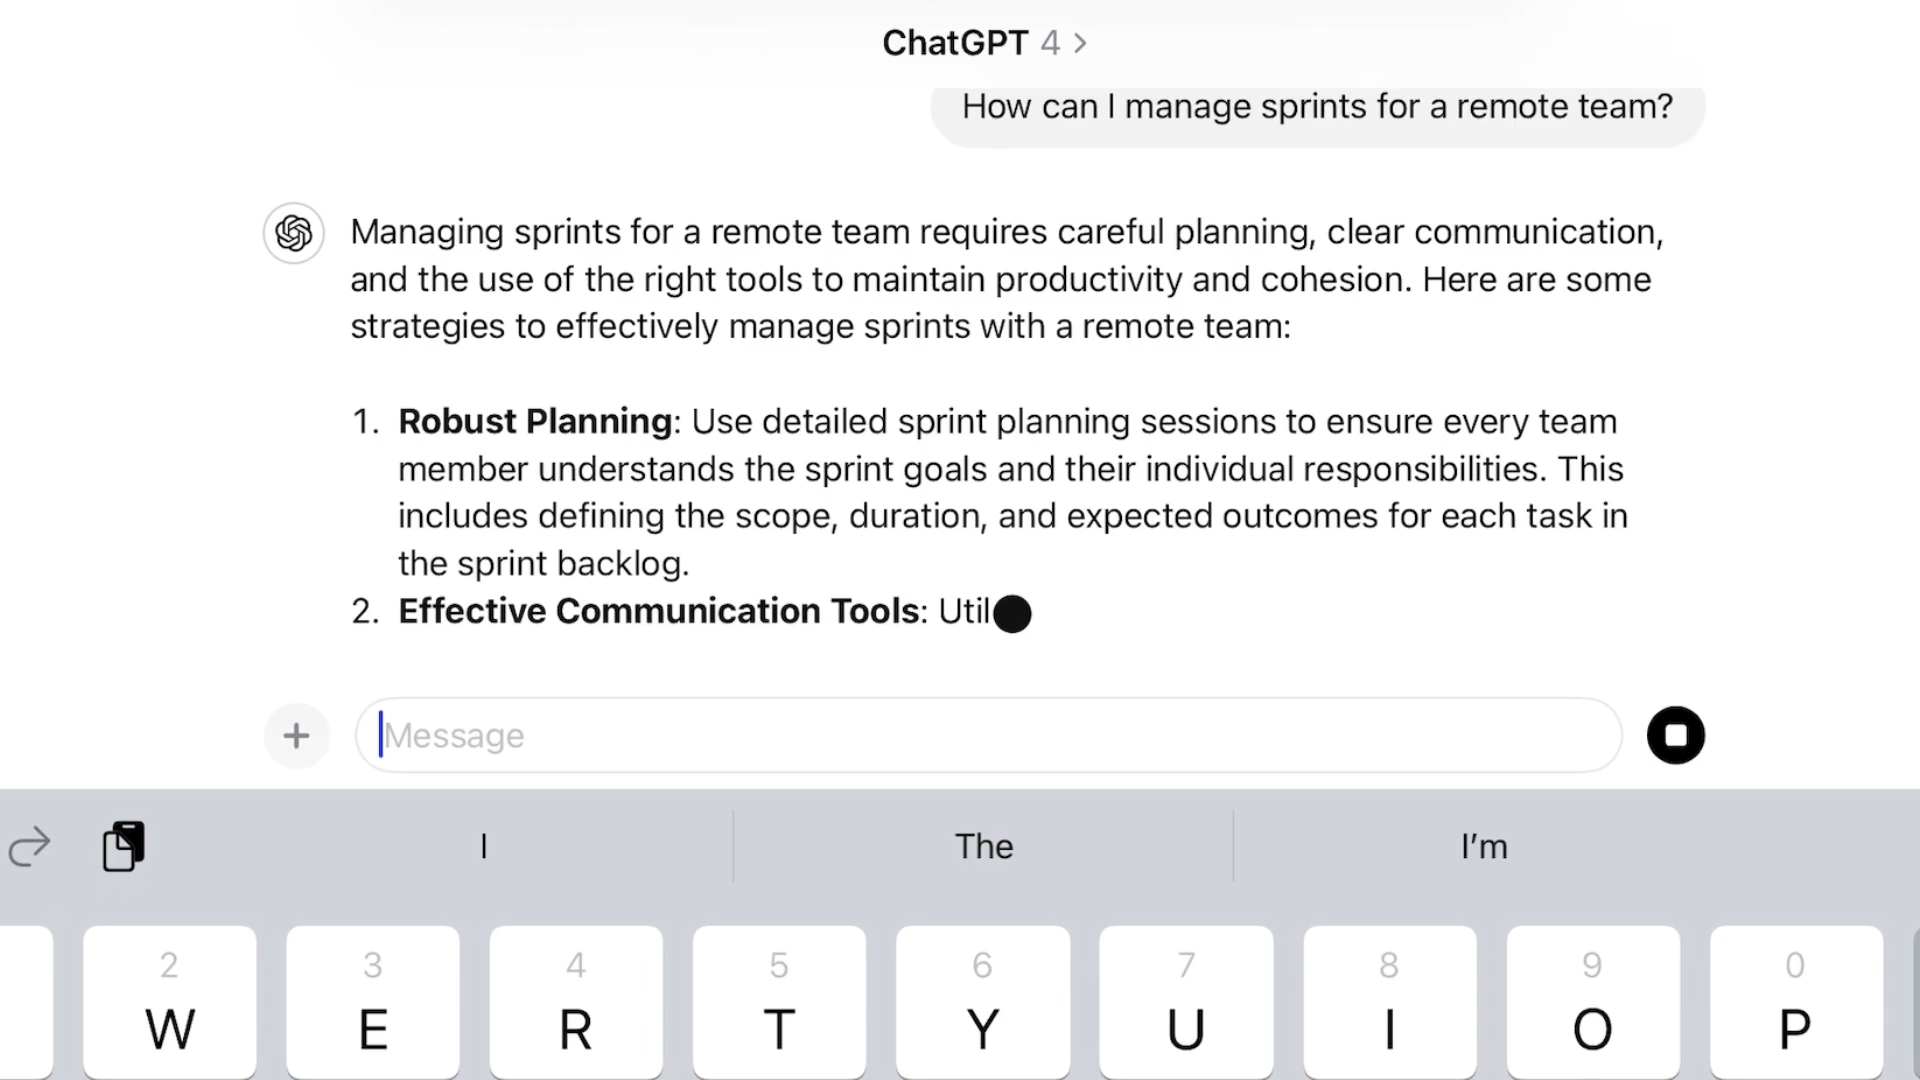 ChatGPT 4 >
How can I manage sprints for a remote team?
Managing sprints for a remote team requires careful planning, clear communication,
and the use of the right tools to maintain productivity and cohesion. Here are some
strategies to effectively manage sprints with a remote team:
1. Robust Planning: Use detailed sprint planning sessions to ensure every team
member understands the sprint goals and their individual responsibilities. This
includes defining the scope, duration, and expected outcomes for each task in
the sprint backlog.
2. Effective Communication Tools: Util
Message
I The I’m
2 3 4 5 6 7 8 9 0
W E R T Y U I O P